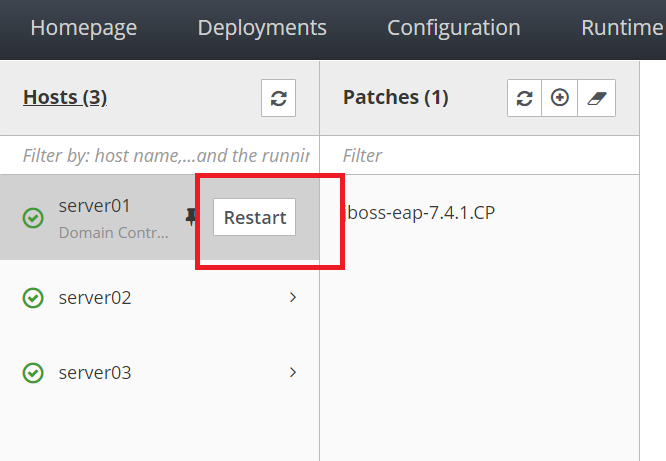 Homepage Deployments Configuration Runtime
Hosts (3)
Patches (1)
Filter by: host name,...and the runnin
Filter
server01
Domain Contr...
Restart
jboss-eap-7.4.1.CP
server02
server03